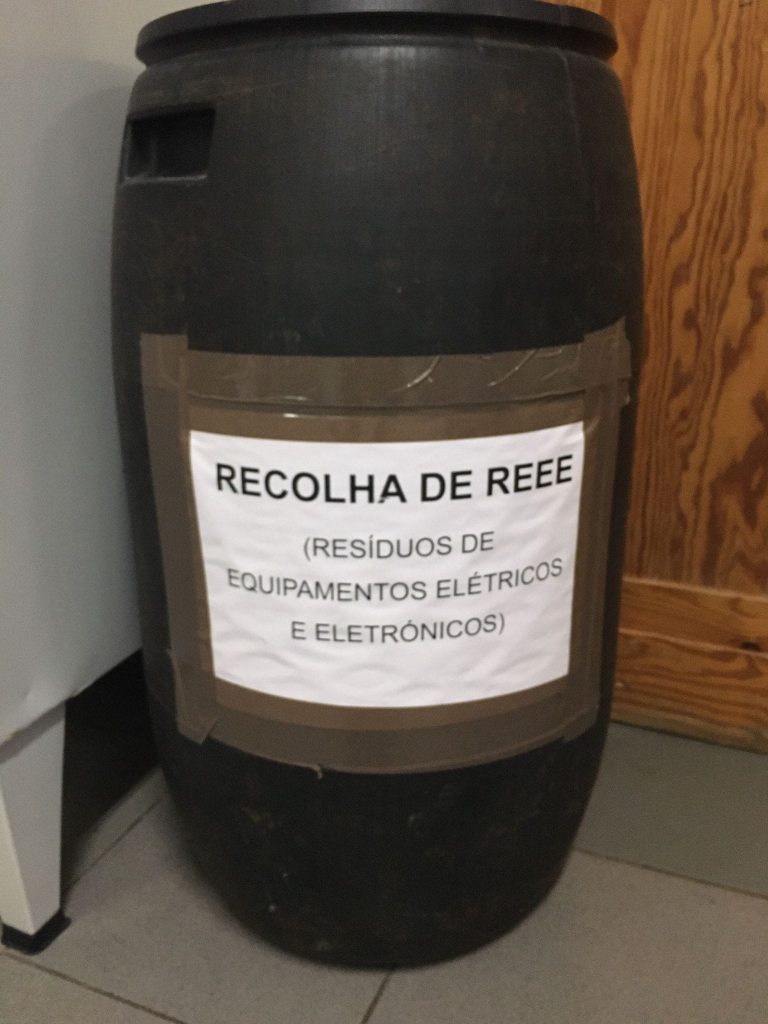 RECOLHA DE REEE
(RESÍDUOS DE
EQUIPAMENTOS ELÉTRICOS
E ELETRÓNICOS)